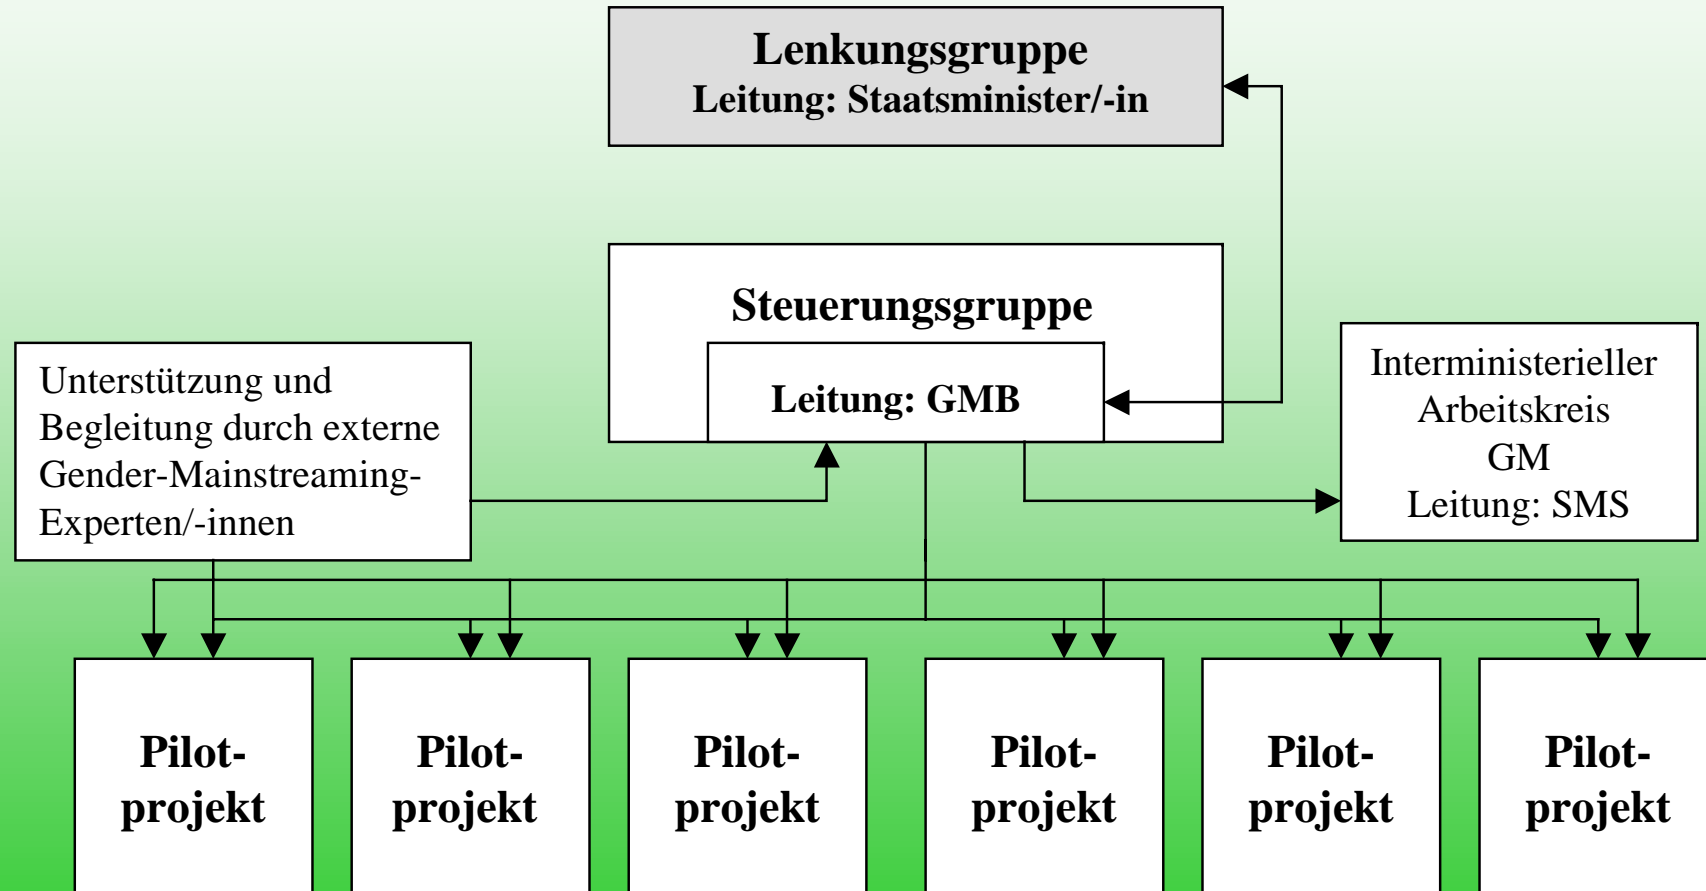 Lenkungsgruppe
Leitung: Staatsminister/-in
Steuerungsgruppe
Leitung: GMB
Unterstützung und
Begleitung durch externe
Gender-Mainstreaming-
Experten/-innen
Interministerieller
Arbeitskreis
GM
Leitung: SMS
Pilot-
projekt
Pilot-
projekt
Pilot-
projekt
Pilot-
projekt
Pilot-
projekt
Pilot-
projekt